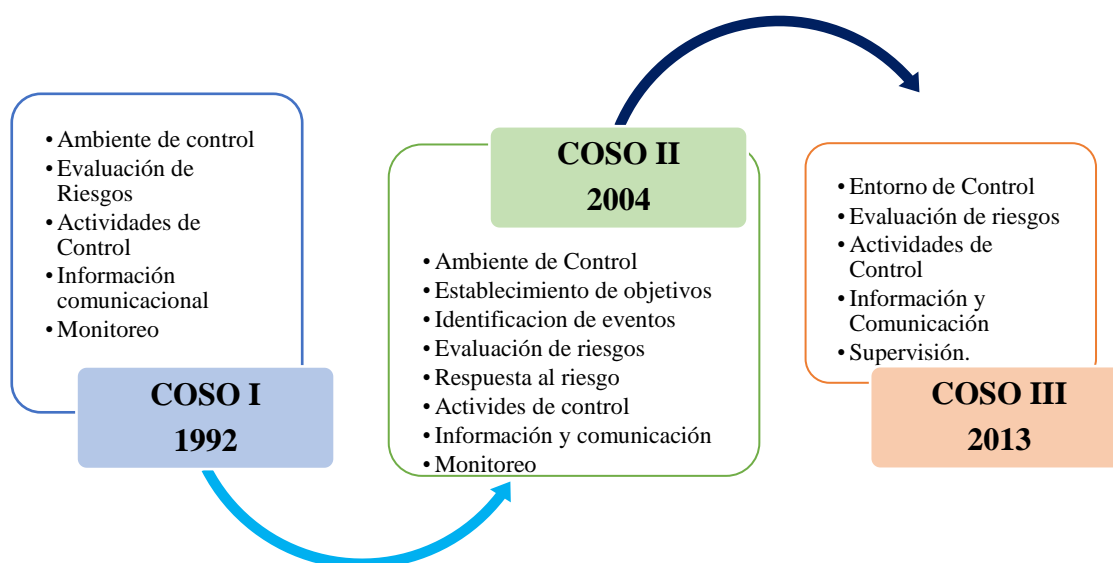 • Ambiente de control
• Evaluación de
Riesgos
• Actividades de
Control
• Información
comunicacional
• Monitoreo
COSO I
1992
COSO II
2004
• Ambiente de Control
• Establecimiento de objetivos
• Identificacion de eventos
• Evaluación de riesgos
• Respuesta al riesgo
• Activides de control
• Información y comunicación
• Monitoreo
• Entorno de Control
• Evaluación de riesgos
• Actividades de
Control
• Información y
Comunicación
• Supervisión.
COSO III
2013